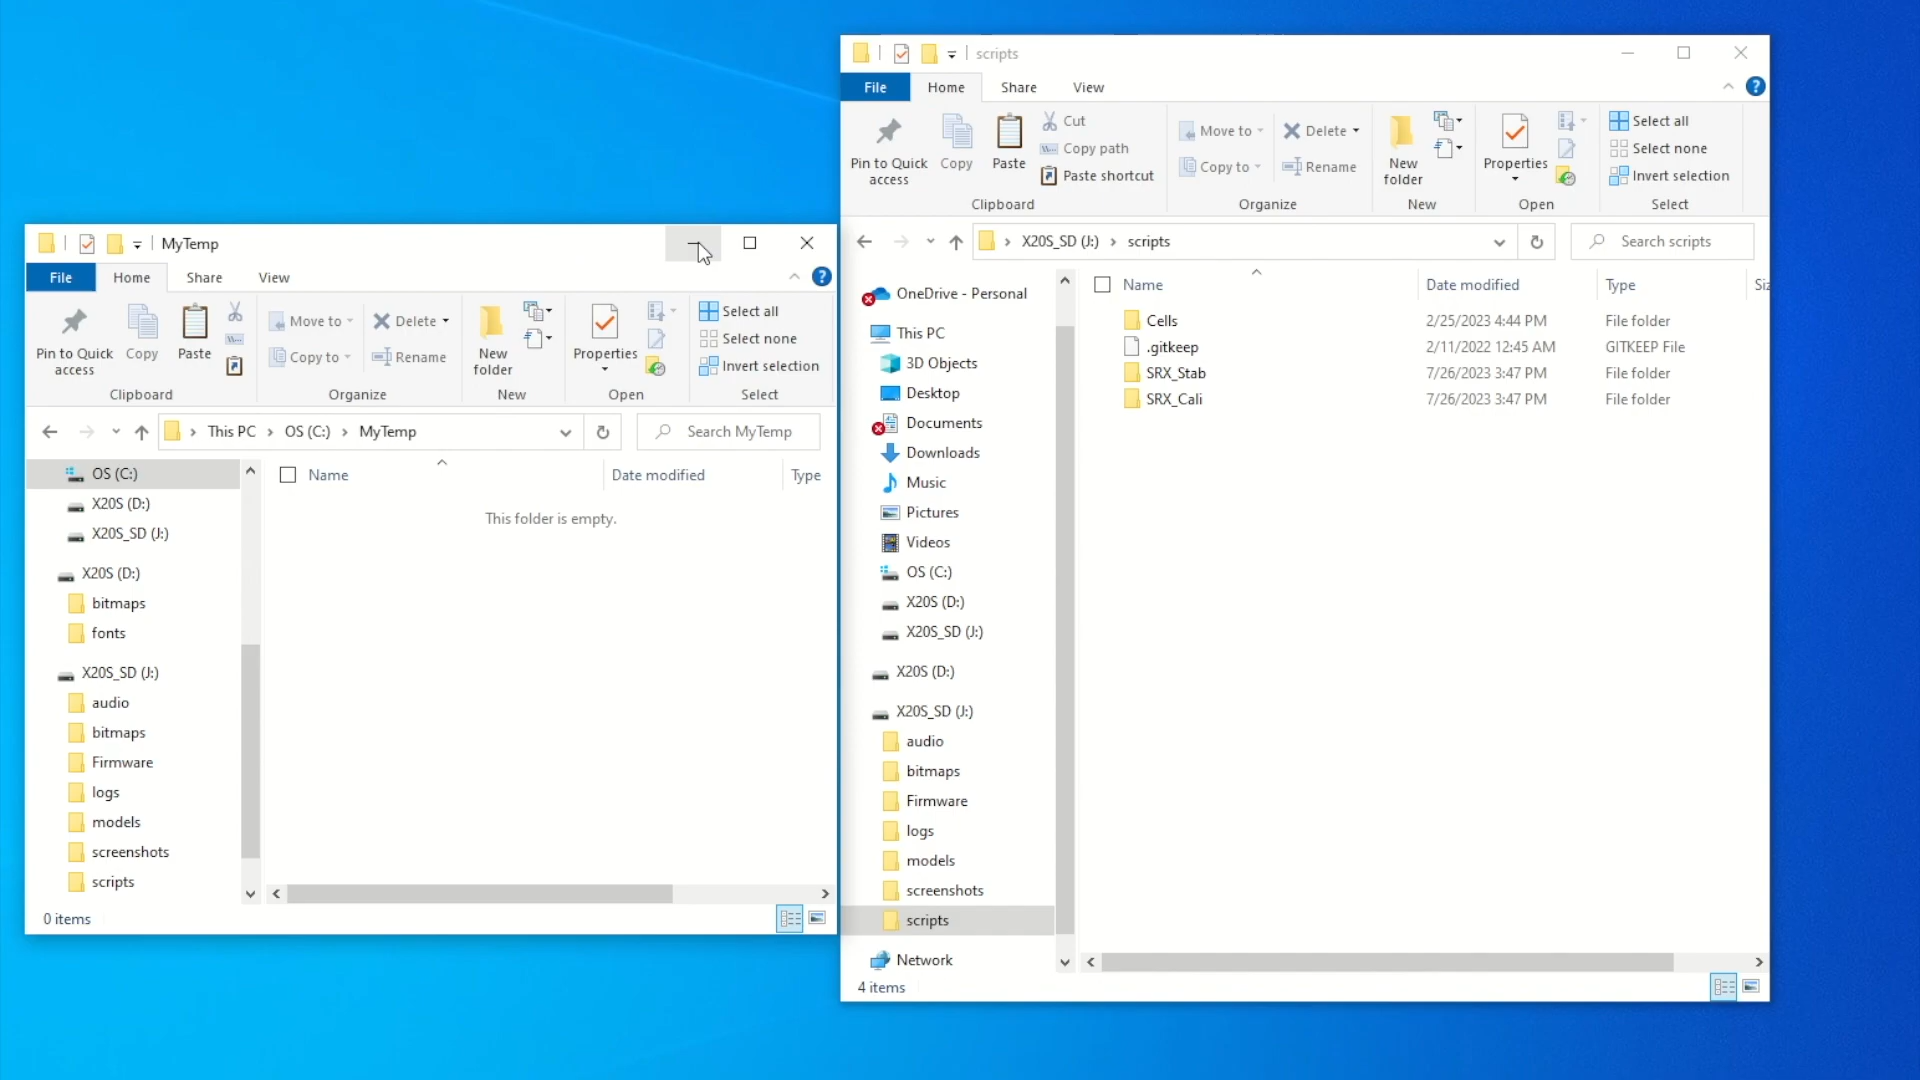 MyTemp
File
Home
Share
View
Pin to Quick access
Copy
Paste
Move to
Copy to
Delete
Rename
New folder
Properties
Select all
Select none
Invert selection
Clipboard
Organize
New
Open
Select
This PC > OS (C:) > MyTemp
Search MyTemp
OS (C:)
X20S (D:)
X20S_SD (J:)
X20S (D:)
bitmaps
fonts
X20S_SD (J:)
audio
bitmaps
Firmware
logs
models
screenshots
scripts
Name
Date modified
Type
This folder is empty.
0 items
scripts
File
Home
Share
View
Pin to Quick access
Copy
Paste
Cut
Copy path
Paste shortcut
Move to
Copy to
Delete
Rename
New folder
Properties
Select all
Select none
Invert selection
Clipboard
Organize
New
Open
Select
X20S_SD (J:) > scripts
Search scripts
OneDrive - Personal
This PC
3D Objects
Desktop
Documents
Downloads
Music
Pictures
Videos
OS (C:)
X20S (D:)
X20S_SD (J:)
X20S (D:)
X20S_SD (J:)
audio
bitmaps
Firmware
logs
models
screenshots
scripts
Network
Name Date modified Type
Cells 2/25/2023 4:44 PM File folder
.gitkeep 2/11/2022 12:45 AM GITKEEP File
SRX_Stab 7/26/2023 3:47 PM File folder
SRX_Cali 7/26/2023 3:47 PM File folder
4 items